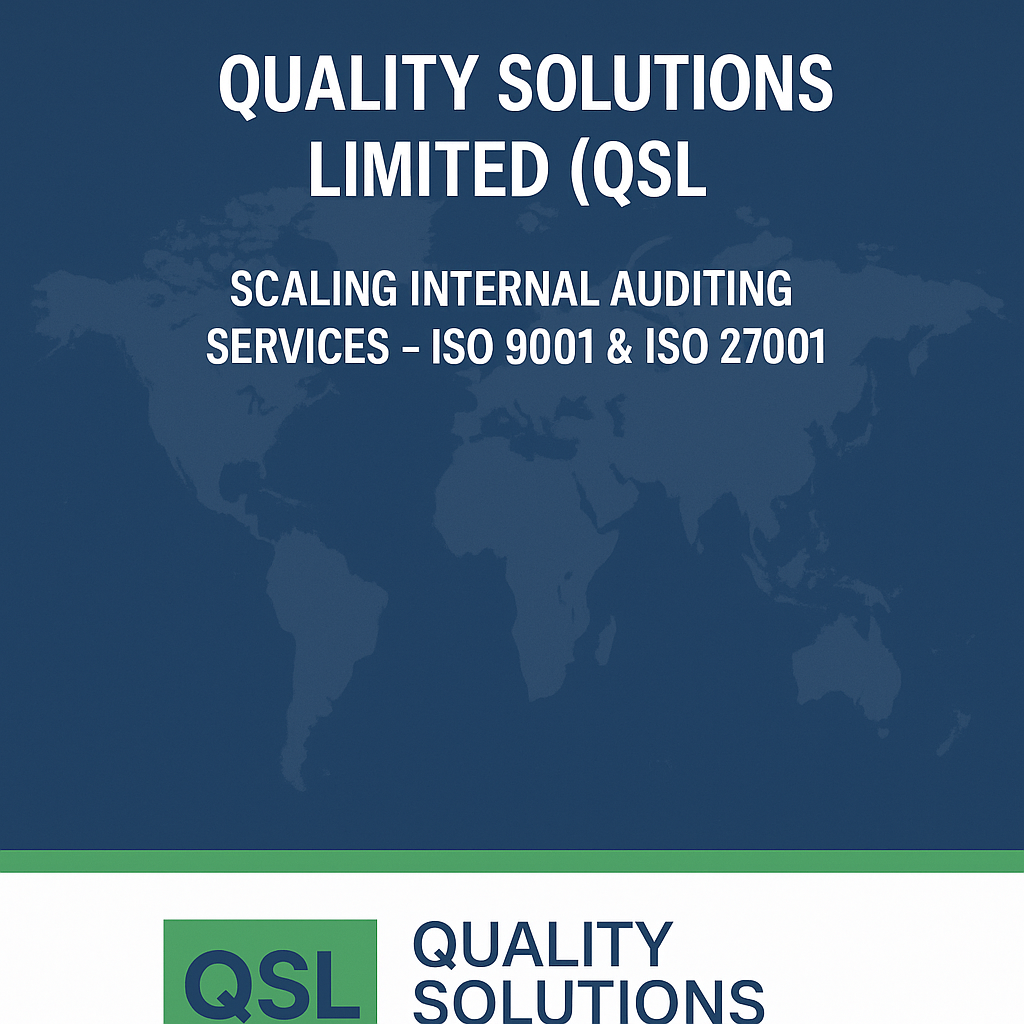 QUALITY SOLUTIONS
LIMITED (QSL
SCALING INTERNAL AUDITING
SERVICES – ISO 9001 & ISO 27001
QSL
QUALITY
SOLUTIONS